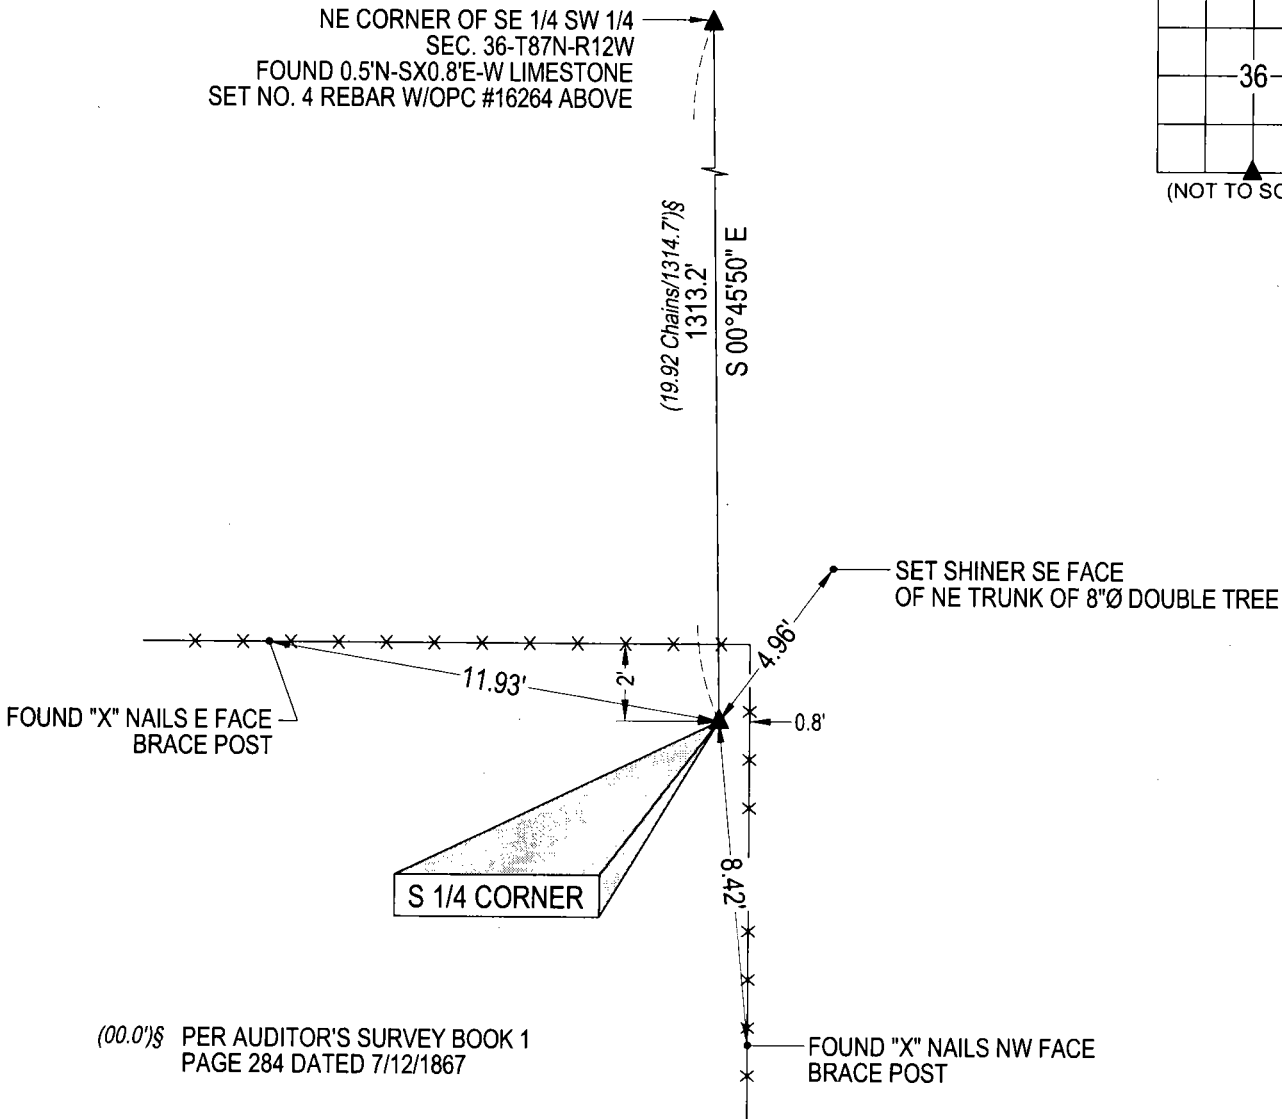 NE CORNER OF SE 1/4 SW 1/4
SEC. 36-T87N-R12W
FOUND 0.5'N-SX0.8'E-W LIMESTONE
SET NO. 4 REBAR W/OPC #16264 ABOVE
36
(NOT TO SC
(19.92 Chains/1314.7')§
1313.2'
S 00°45'50" E
SET SHINER SE FACE
OF NE TRUNK OF 8"Ø DOUBLE TREE
4.96'
11.93'
2'
FOUND "X" NAILS E FACE
BRACE POST
0.8'
8.42'
S 1/4 CORNER
(00.0')§ PER AUDITOR'S SURVEY BOOK 1
PAGE 284 DATED 7/12/1867
FOUND "X" NAILS NW FACE
BRACE POST